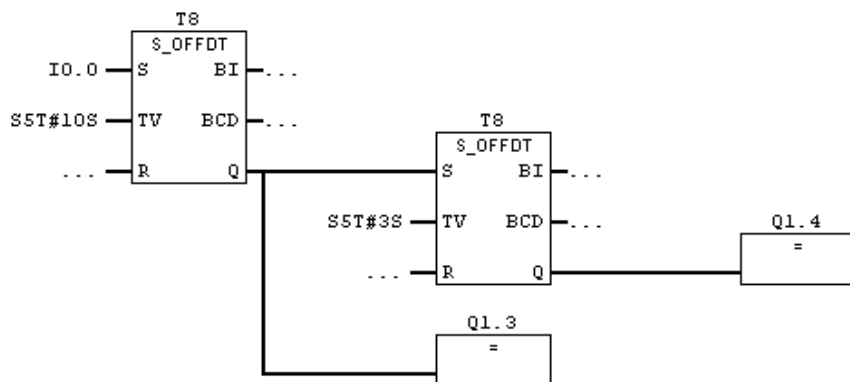 T8
S_OFFDT
I0.0 S BI ...
S5T#10S TV BCD ...
... R Q
T8
S_OFFDT
S BI ...
S5T#3S TV BCD ...
... R Q
Q1.4
=
Q1.3
=